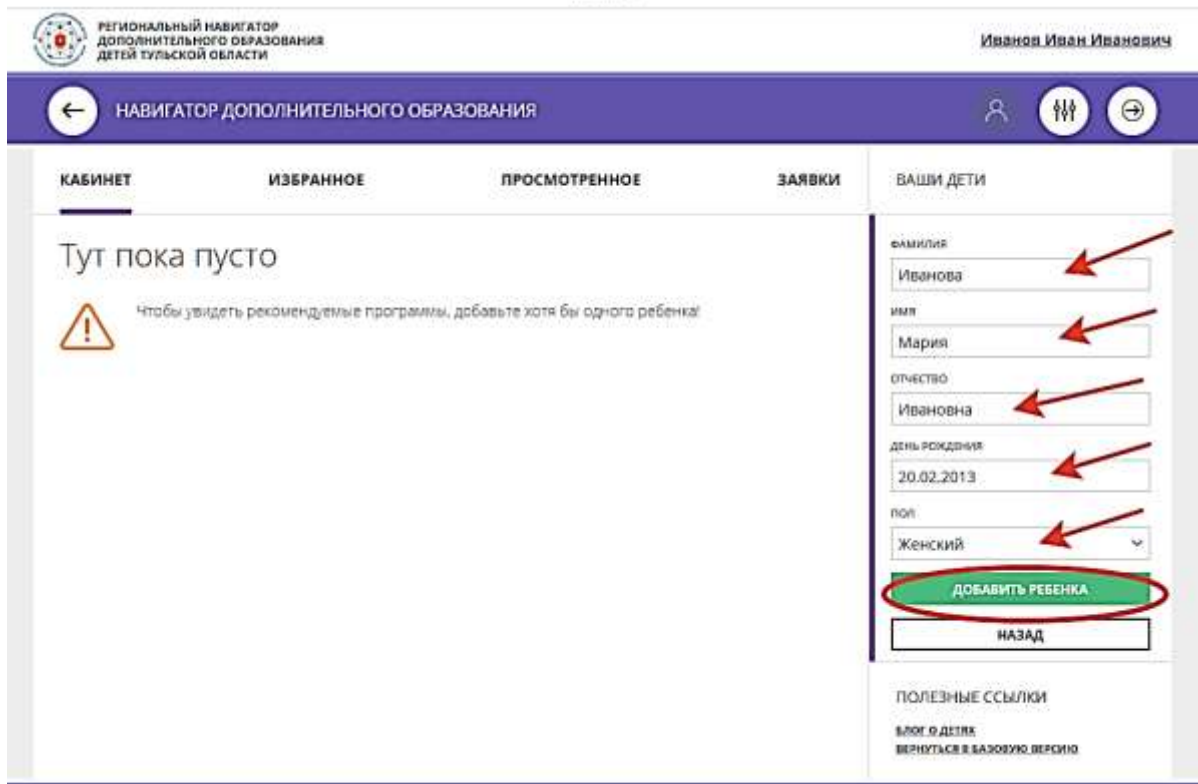 РЕГИОНАЛЬНЫЙ НАВИГАТОР
ДОПОЛНИТЕЛЬНОГО ОБРАЗОВАНИЯ
ДЕТЕЙ ТУЛЬСКОЙ ОБЛАСТИ
Иванов Иван Иванович
НАВИГАТОР ДОПОЛНИТЕЛЬНОГО ОБРАЗОВАНИЯ
КАБИНЕТ ИЗБРАННОЕ ПРОСМОТРЕННОЕ ЗАЯВКИ
Тут пока пусто
Чтобы увидеть рекомендуемые программы, добавьте хотя бы одного ребенка!
ВАШИ ДЕТИ
ФАМИЛИЯ
Иванова
ИМЯ
Мария
ОТЧЕСТВО
Ивановна
ДЕНЬ РОЖДЕНИЯ
20.02.2013
ПОЛ
Женский
ДОБАВИТЬ РЕБЕНКА
НАЗАД
ПОЛЕЗНЫЕ ССЫЛКИ
БЛОГ О ДЕТЯХ
ВЕРНУТЬСЯ В БАЗОВУЮ ВЕРСИЮ